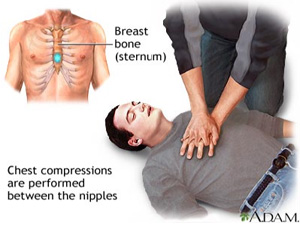 Breast
bone
(sternum)
Chest compressions
are performed
between the nipples
A.D.A.M.